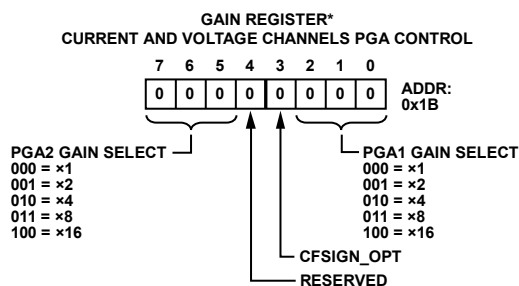 GAIN REGISTER*
CURRENT AND VOLTAGE CHANNELS PGA CONTROL
7 6 5 4 3 2 1 0
0 0 0 0 0 0 0 0
ADDR:
0x1B
PGA2 GAIN SELECT
000 = ×1
001 = ×2
010 = ×4
011 = ×8
100 = ×16
PGA1 GAIN SELECT
000 = ×1
001 = ×2
010 = ×4
011 = ×8
100 = ×16
CFSIGN_OPT
RESERVED